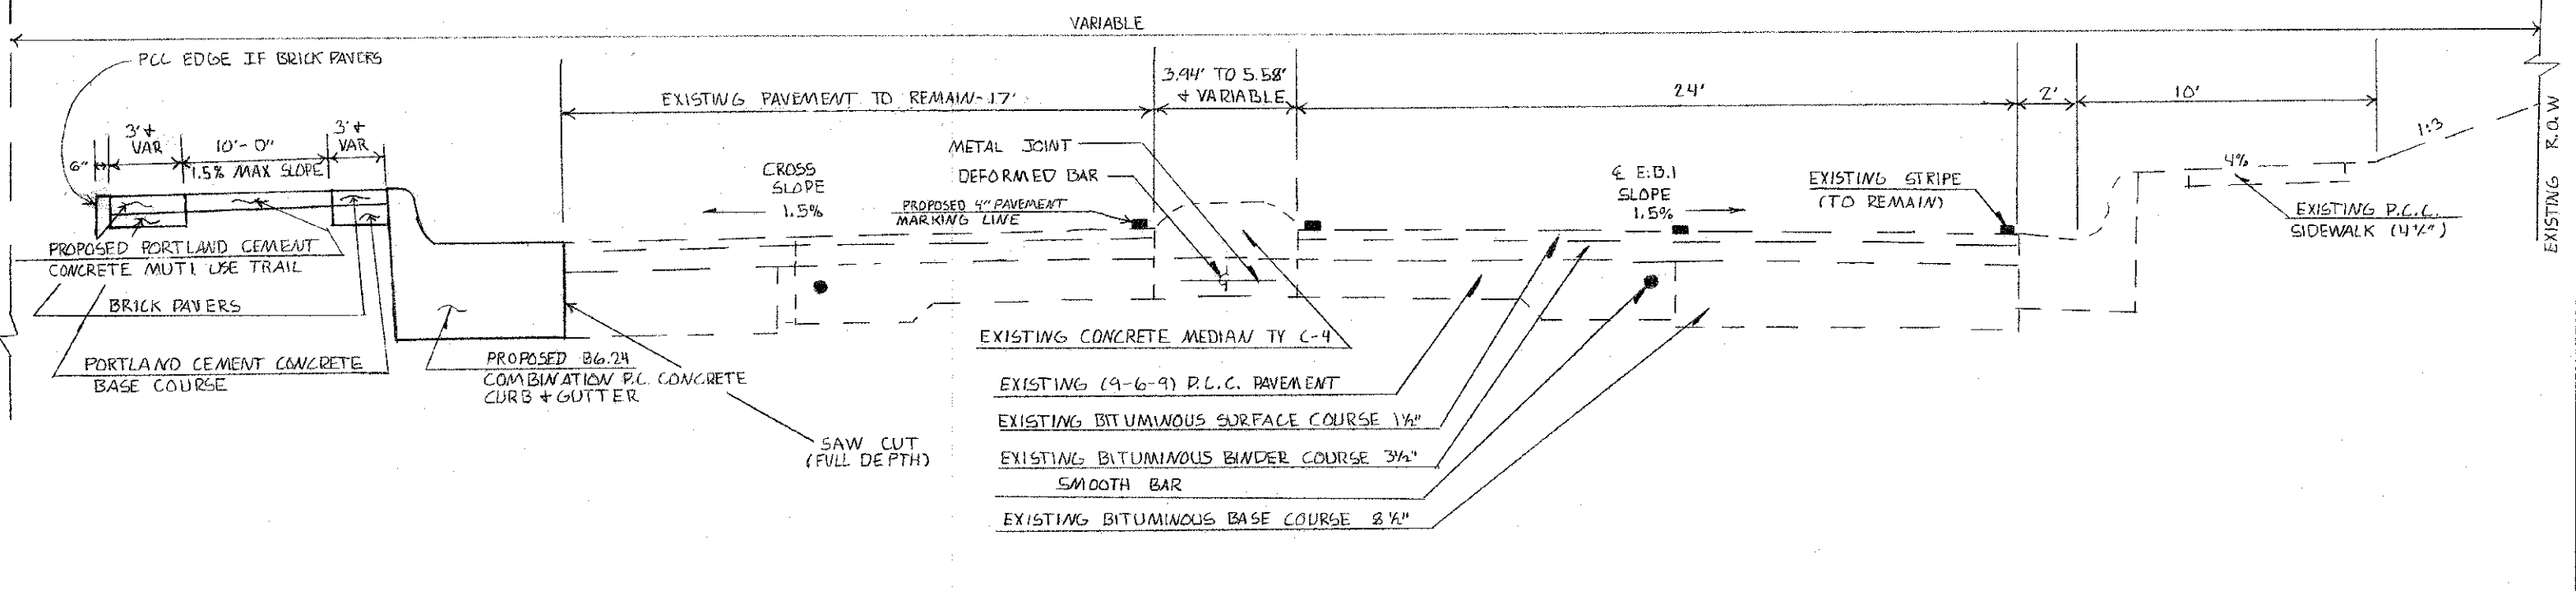 VARIABLE
PCC EDGE IF BRICK PAVERS
3.94' TO 5.58'
+ VARIABLE
EXISTING PAVEMENT TO REMAIN-17'
24'
2'
10'
EXISTING R.O.W
3'+
VAR
10'-0"
3'+
VAR
6"
1.5% MAX SLOPE
METAL JOINT
DEFORMED BAR
CROSS
SLOPE
1.5%
PROPOSED 4" PAVEMENT
MARKING LINE
℄ E.B.I
SLOPE
1.5%
EXISTING STRIPE
(TO REMAIN)
4%
1:3
EXISTING P.C.C.
SIDEWALK (4½")
PROPOSED PORTLAND CEMENT
CONCRETE MUTI USE TRAIL
BRICK PAVERS
PORTLAND CEMENT CONCRETE
BASE COURSE
PROPOSED B6.24
COMBINATION P.C. CONCRETE
CURB + GUTTER
SAW CUT
(FULL DEPTH)
EXISTING CONCRETE MEDIAN TY C-4
EXISTING (9-6-9) P.C.C. PAVEMENT
EXISTING BITUMINOUS SURFACE COURSE 1½"
EXISTING BITUMINOUS BINDER COURSE 3½"
SMOOTH BAR
EXISTING BITUMINOUS BASE COURSE 8½"